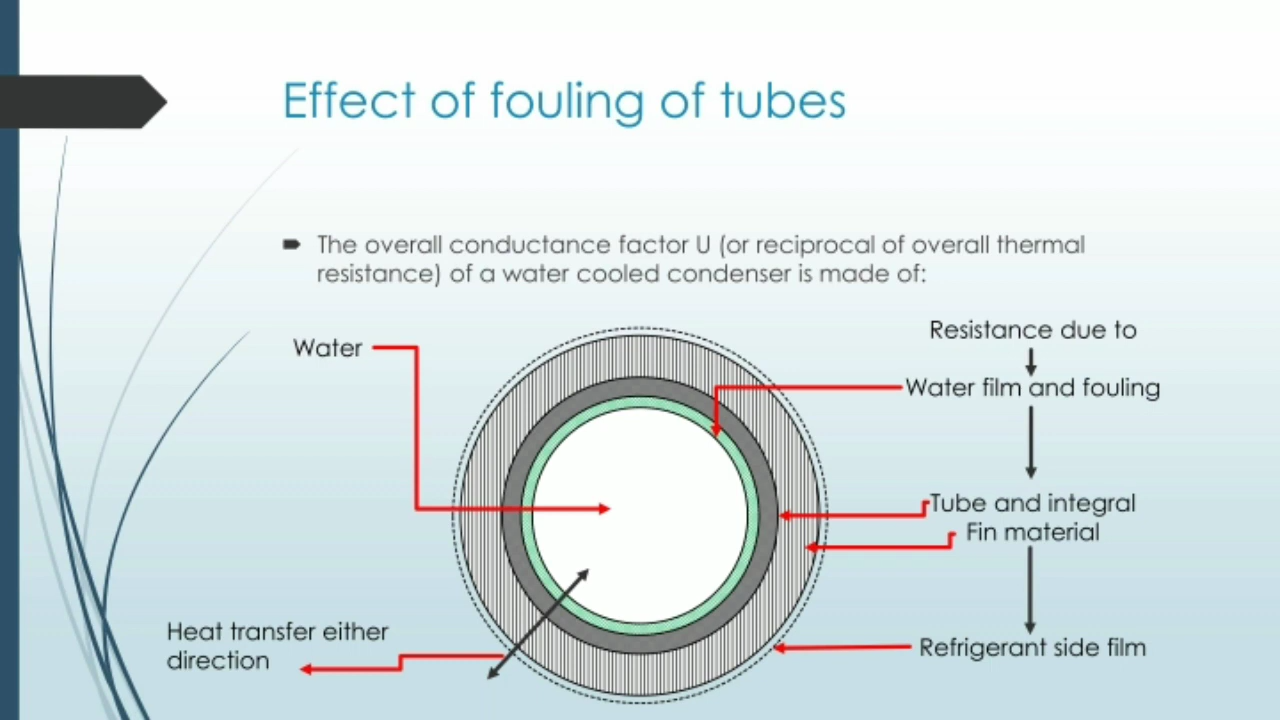 Effect of fouling of tubes
The overall conductance factor U (or reciprocal of overall thermal
resistance) of a water cooled condenser is made of:
Resistance due to
Water
Water film and fouling
Tube and integral
Fin material
Heat transfer either
direction
Refrigerant side film